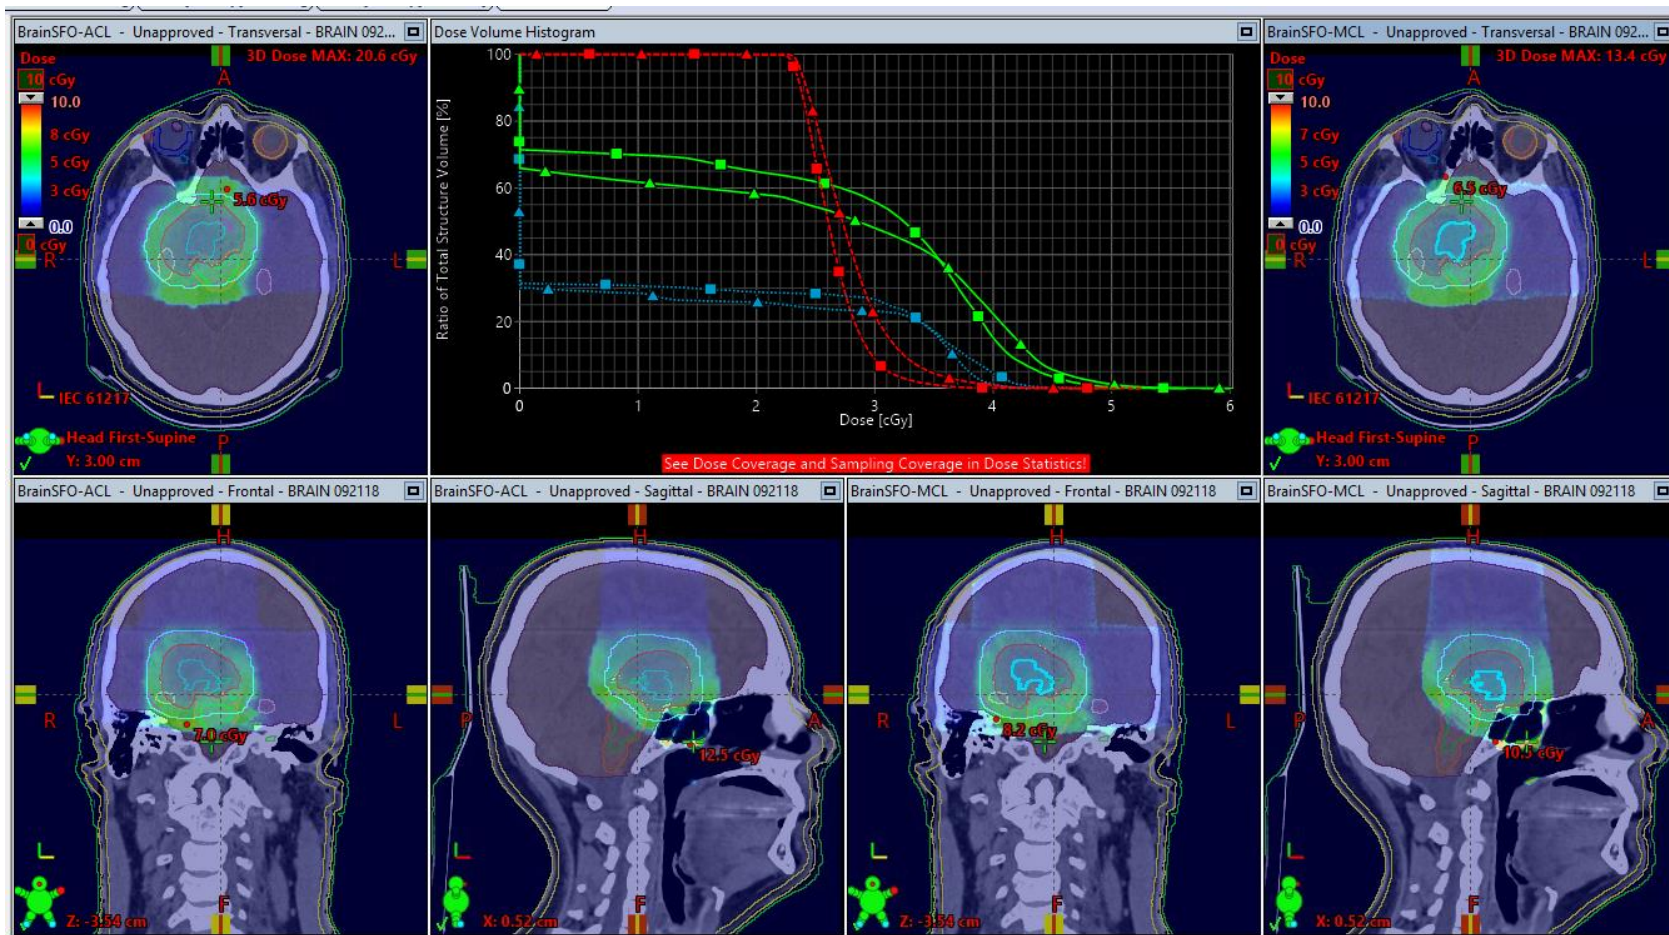 BrainSFO-ACL - Unapproved - Transversal - BRAIN 092...
Dose
10 cGy
10.0
8 cGy
5 cGy
3 cGy
0.0
0 cGy
3D Dose MAX: 20.6 cGy
A
5.6 cGy
R
L
IEC 61217
Head First-Supine
Y: 3.00 cm
P
Dose Volume Histogram
Ratio of Total Structure Volume [%]
100
80
60
40
20
0
0 1 2 3 4 5 6
Dose [cGy]
See Dose Coverage and Sampling Coverage in Dose Statistics!
BrainSFO-MCL - Unapproved - Transversal - BRAIN 092...
Dose
10 cGy
10.0
7 cGy
5 cGy
3 cGy
0.0
0 cGy
3D Dose MAX: 13.4 cGy
A
6.5 cGy
R
L
IEC 61217
Head First-Supine
Y: 3.00 cm
P
BrainSFO-ACL - Unapproved - Frontal - BRAIN 092118
H
R
L
7.0 cGy
F
Z: -3.54 cm
BrainSFO-ACL - Unapproved - Sagittal - BRAIN 092118
H
P
A
12.5 cGy
F
X: 0.52 cm
BrainSFO-MCL - Unapproved - Frontal - BRAIN 092118
H
R
L
8.2 cGy
F
Z: -3.54 cm
BrainSFO-MCL - Unapproved - Sagittal - BRAIN 092118
H
P
A
10.5 cGy
F
X: 0.52 cm